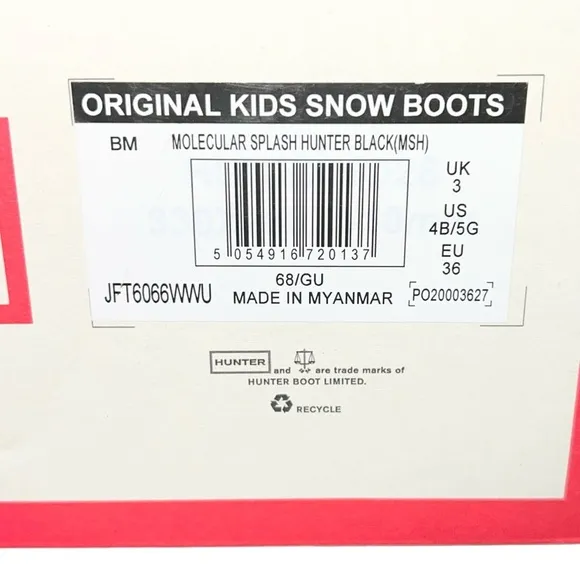 ORIGINAL KIDS SNOW BOOTS
BM MOLECULAR SPLASH HUNTER BLACK(MSH)
UK
3
US
4B/5G
EU
36
5 054916 720137
68/GU
JFT6066WWU MADE IN MYANMAR PO20003627
HUNTER and are trade marks of
HUNTER BOOT LIMITED.
RECYCLE